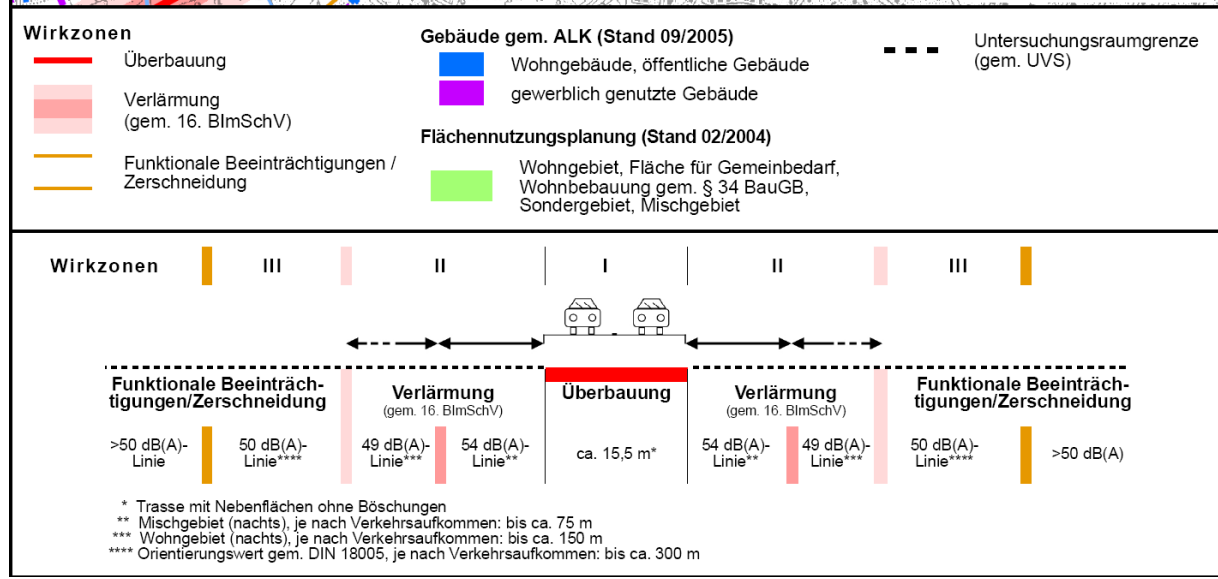 Wirkzonen
Überbauung
Verlärmung
(gem. 16. BImSchV)
Funktionale Beeinträchtigungen /
Zerschneidung
Gebäude gem. ALK (Stand 09/2005)
Wohngebäude, öffentliche Gebäude
gewerblich genutzte Gebäude
Flächennutzungsplanung (Stand 02/2004)
Wohngebiet, Fläche für Gemeinbedarf,
Wohnbebauung gem. § 34 BauGB,
Sondergebiet, Mischgebiet
Untersuchungsraumgrenze
(gem. UVS)
Wirkzonen III II I II III
Funktionale Beeinträch-
tigungen/Zerschneidung
Verlärmung
(gem. 16. BImSchV)
Überbauung
Verlärmung
(gem. 16. BImSchV)
Funktionale Beeinträch-
tigungen/Zerschneidung
>50 dB(A)-
Linie
50 dB(A)-
Linie****
49 dB(A)-
Linie***
54 dB(A)-
Linie**
ca. 15,5 m*
54 dB(A)-
Linie**
49 dB(A)-
Linie***
50 dB(A)-
Linie****
>50 dB(A)
* Trasse mit Nebenflächen ohne Böschungen
** Mischgebiet (nachts), je nach Verkehrsaufkommen: bis ca. 75 m
*** Wohngebiet (nachts), je nach Verkehrsaufkommen: bis ca. 150 m
**** Orientierungswert gem. DIN 18005, je nach Verkehrsaufkommen: bis ca. 300 m